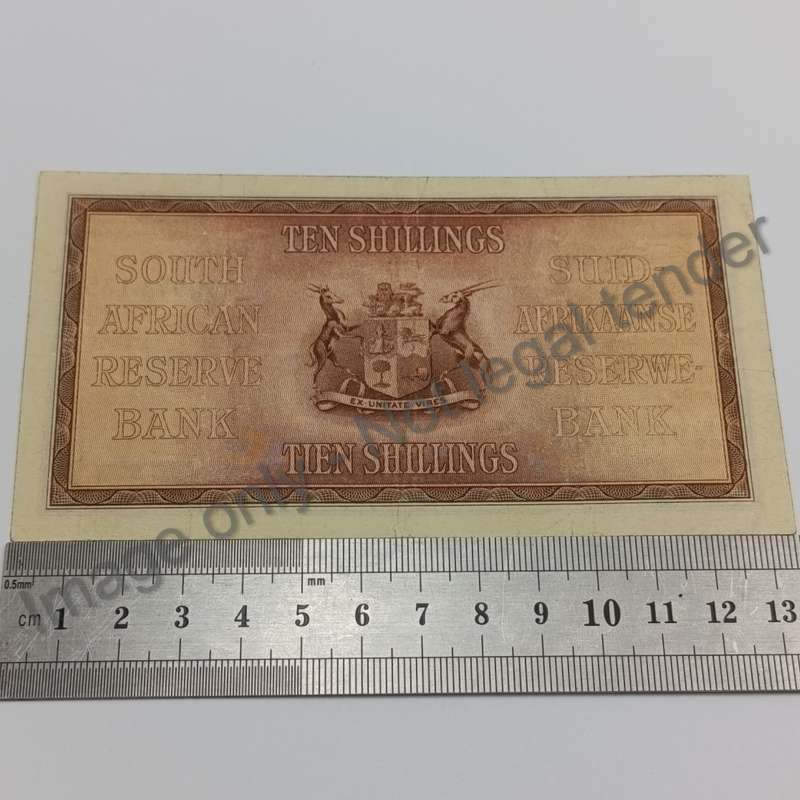 TEN SHILLINGS
SOUTH
AFRICAN
RESERVE
BANK
SUID-
AFRIKAANSE
RESERWE-
BANK
EX UNITATE VIRES
TIEN SHILLINGS
Image only Not legal tender
0.5mm
mm
cm 1 2 3 4 5 6 7 8 9 10 11 12 13